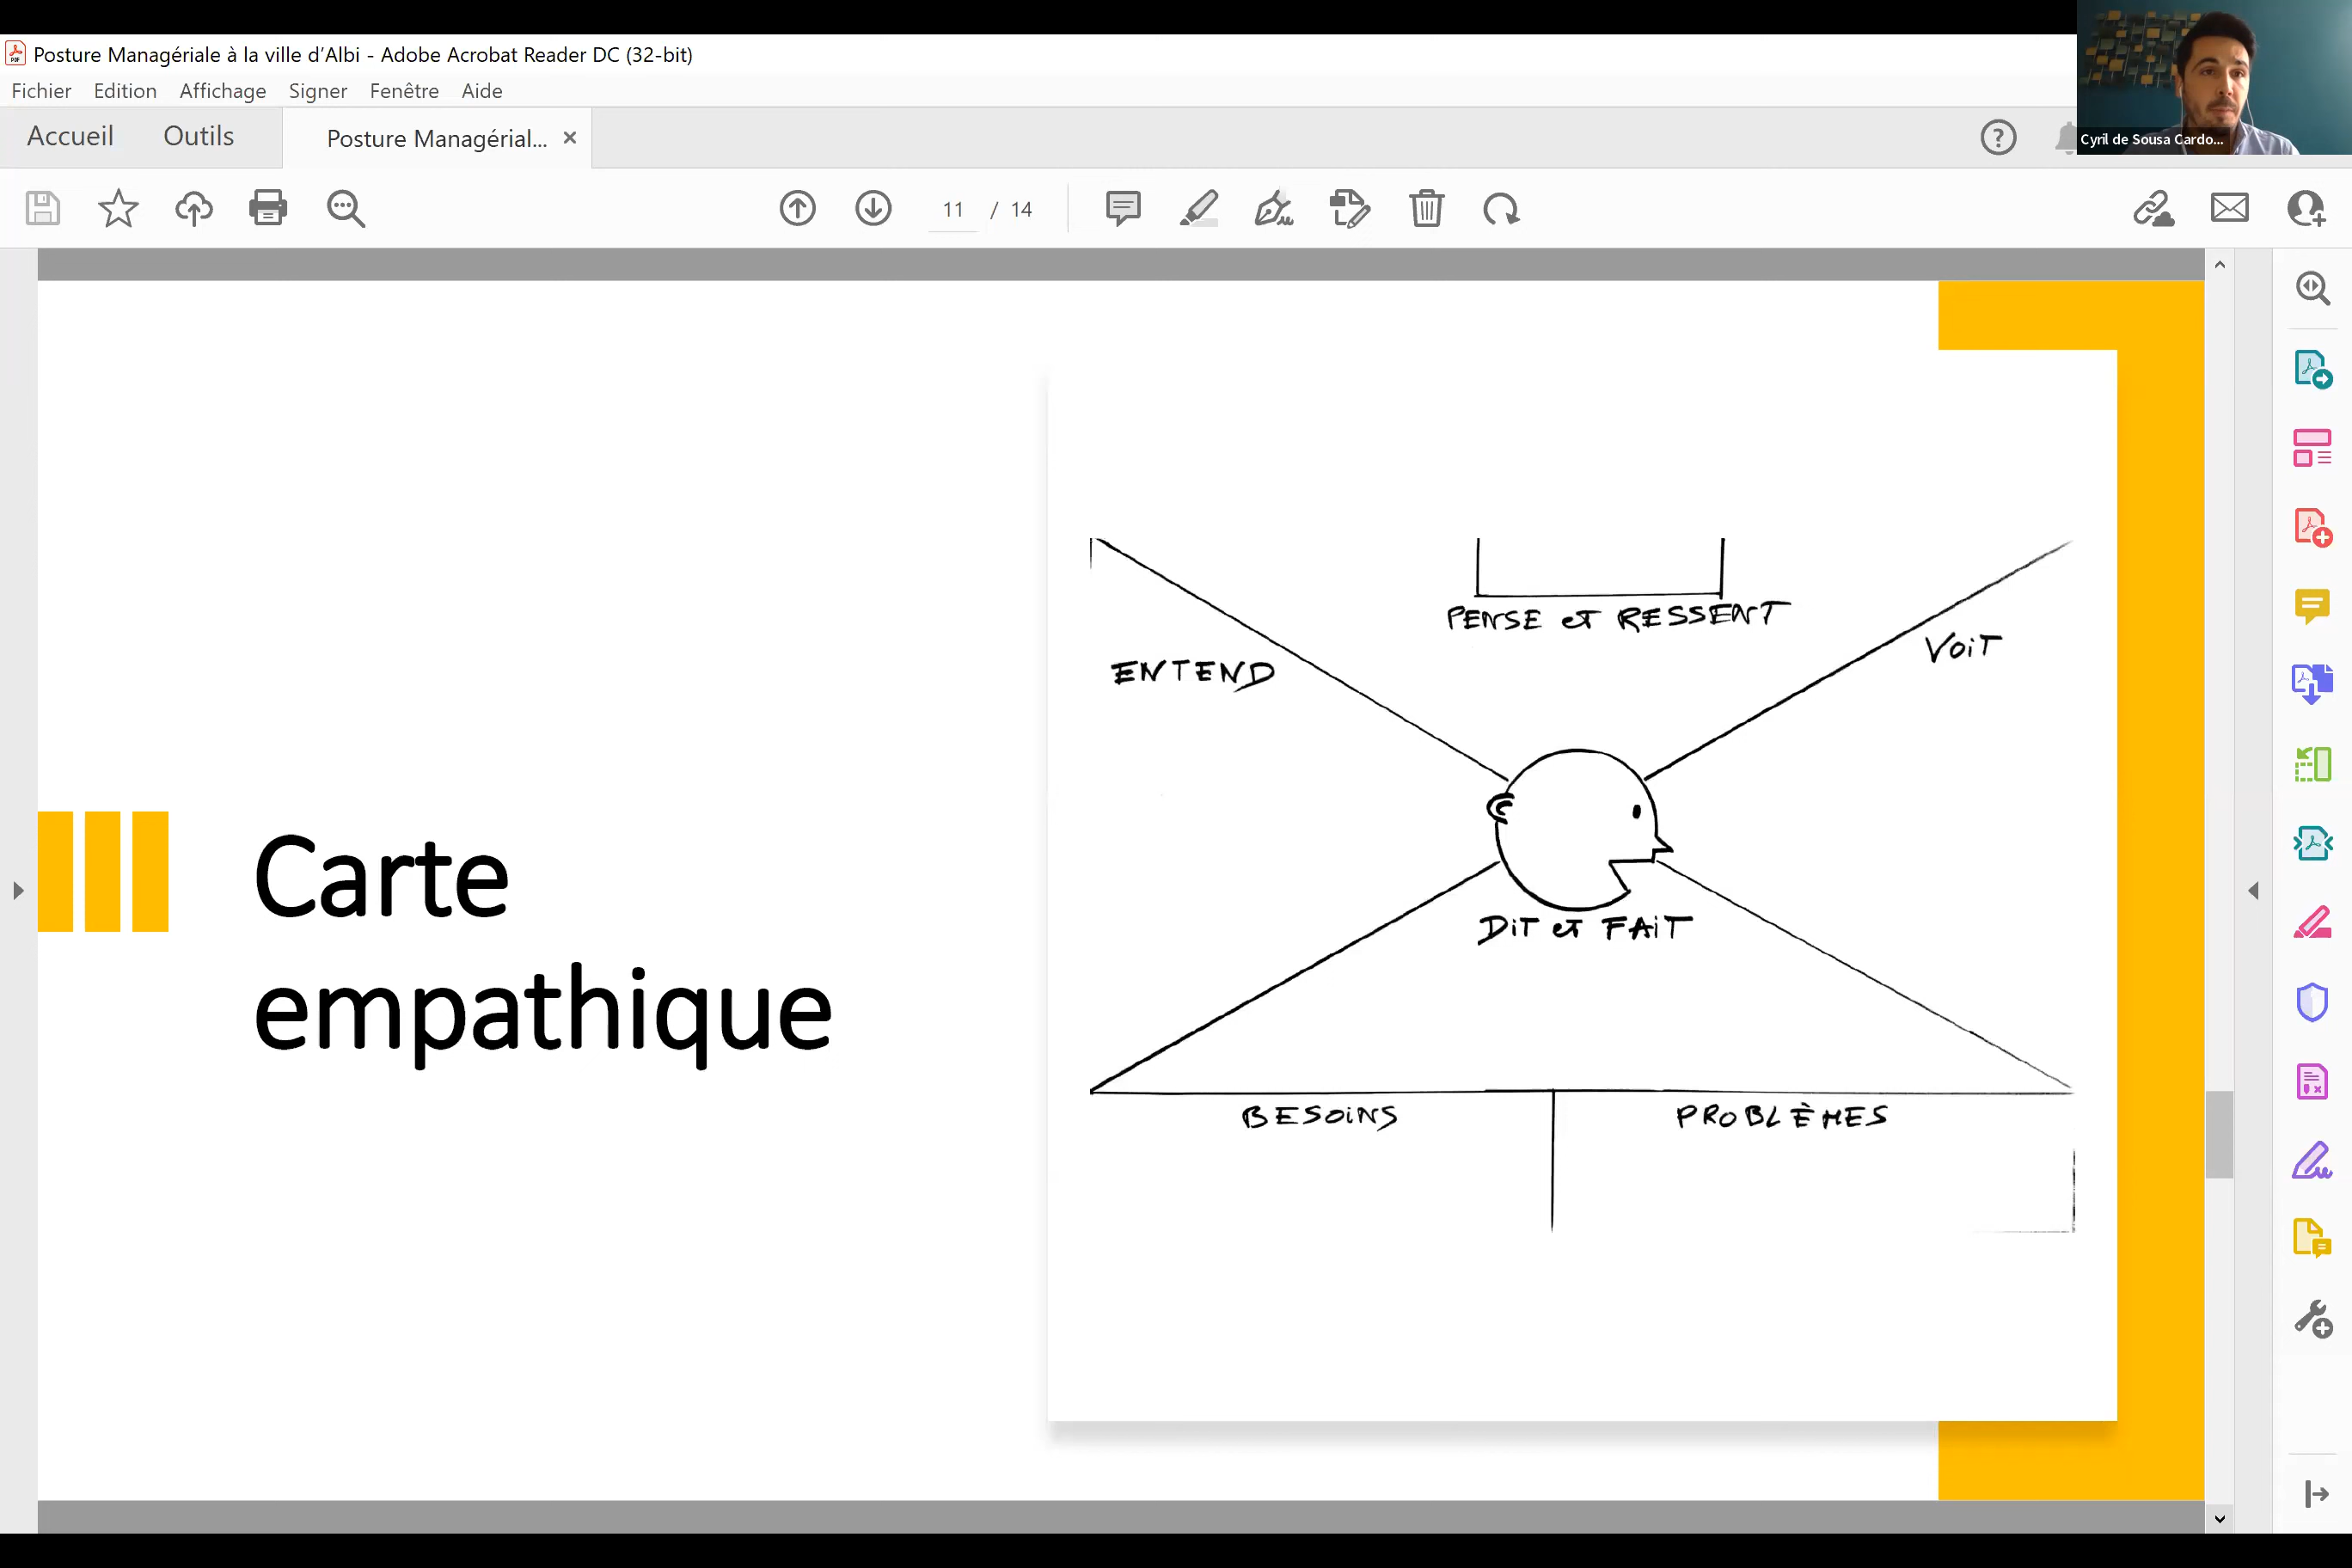 Posture Managériale à la ville d'Albi - Adobe Acrobat Reader DC (32-bit)
Fichier Edition Affichage Signer Fenêtre Aide
Accueil Outils Posture Managérial... ×
Cyril de Sousa Cardo...
11 / 14
PENSE et RESSENT
VOIT
ENTEND
Carte
empathique
DIT et FAIT
BESOINS PROBLÈMES